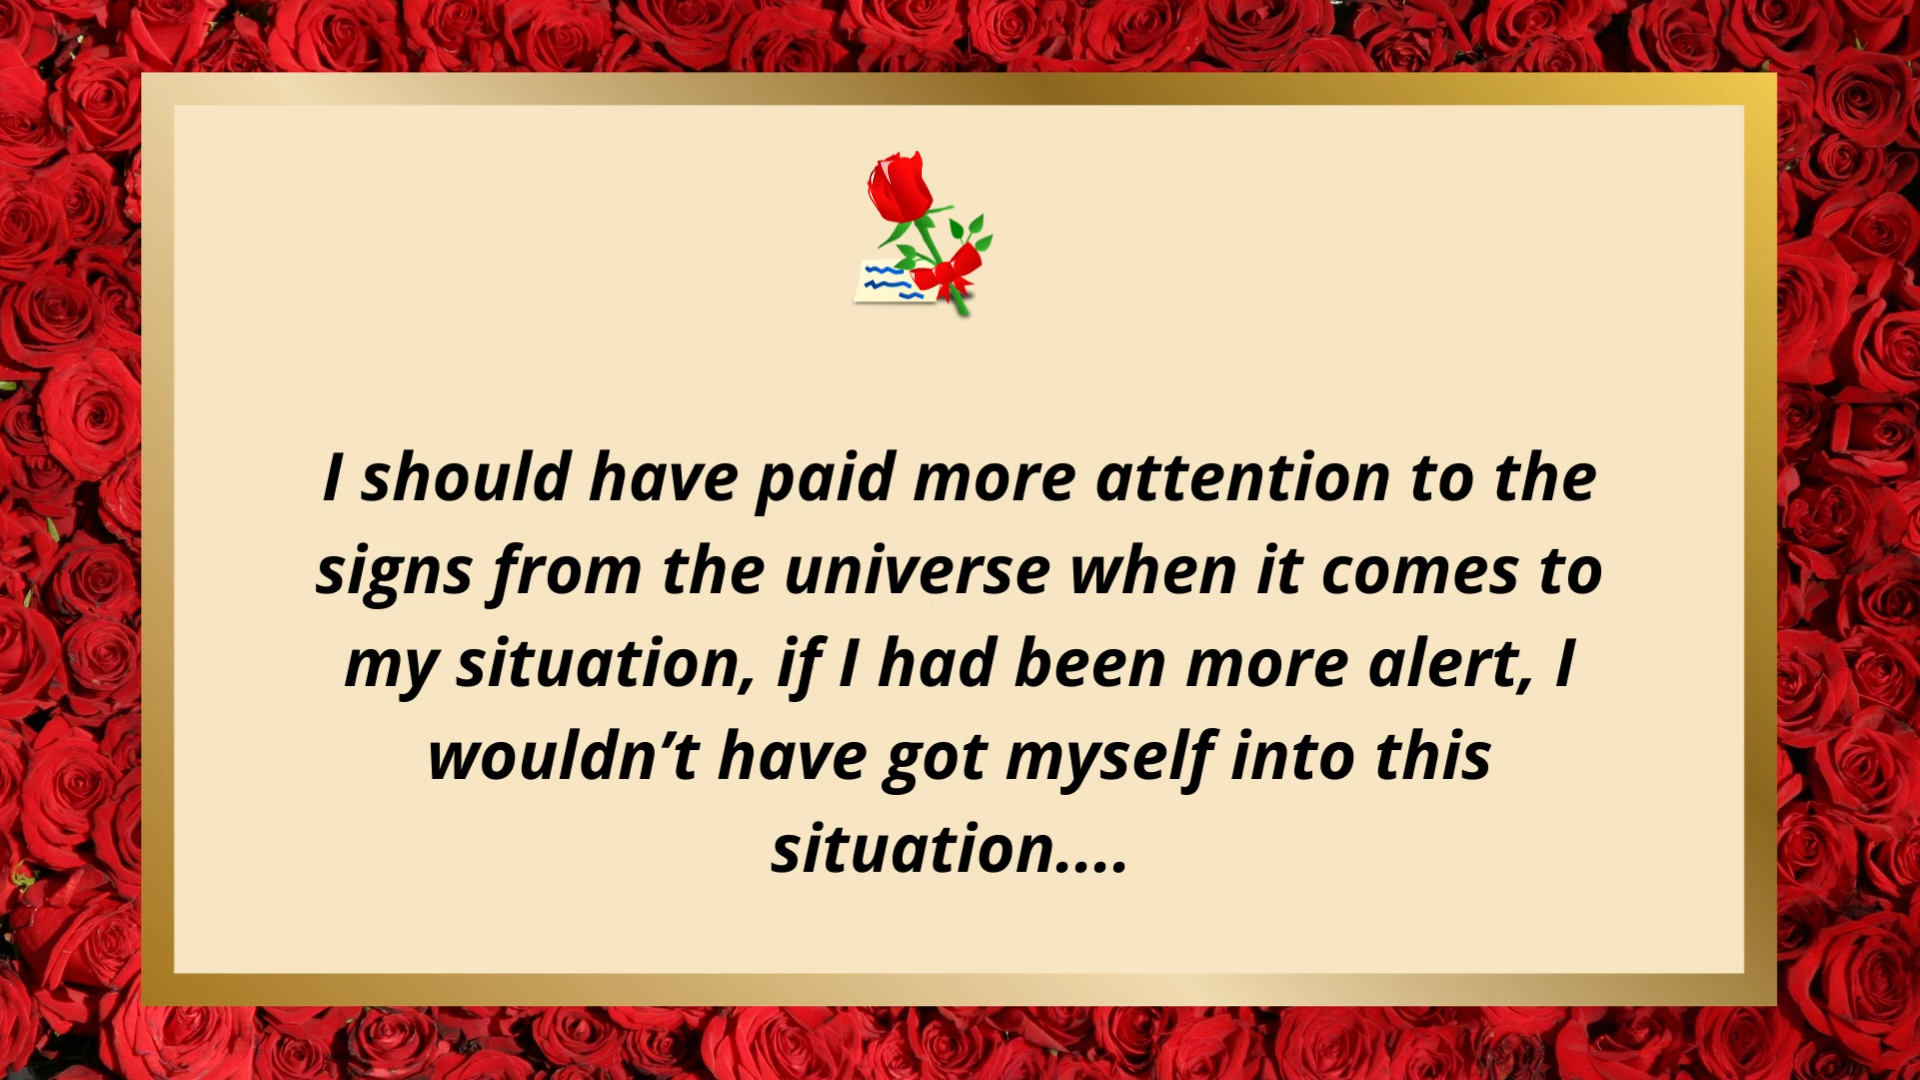 I should have paid more attention to the
signs from the universe when it comes to
my situation, if I had been more alert, I
wouldn’t have got myself into this
situation....